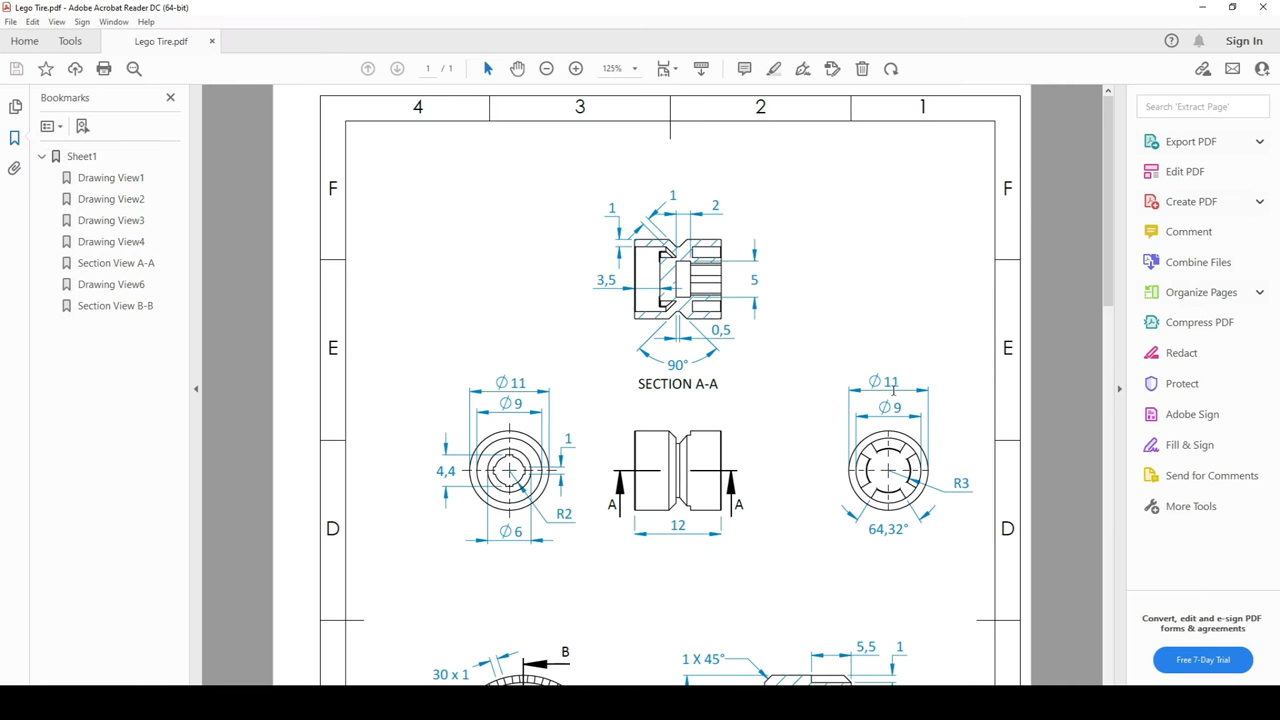 Lego Tire.pdf - Adobe Acrobat Reader DC (64-bit)
File Edit View Sign Window Help
Home Tools Lego Tire.pdf × Sign In
1 / 1 125%
Bookmarks
Sheet1
Drawing View1
Drawing View2
Drawing View3
Drawing View4
Section View A-A
Drawing View6
Section View B-B
4 3 2 1
F F
1 1 2
3,5 5
0,5
90°
E E
SECTION A-A
∅ 11 ∅ 11
∅ 9 ∅ 9
1
4,4
R2
∅ 6
A A
12
R3
64,32°
D D
B
30 x 1
1 X 45°
5,5 1
Search 'Extract Page'
Export PDF
Edit PDF
Create PDF
Comment
Combine Files
Organize Pages
Compress PDF
Redact
Protect
Adobe Sign
Fill & Sign
Send for Comments
More Tools
Convert, edit and e-sign PDF
forms & agreements
Free 7-Day Trial